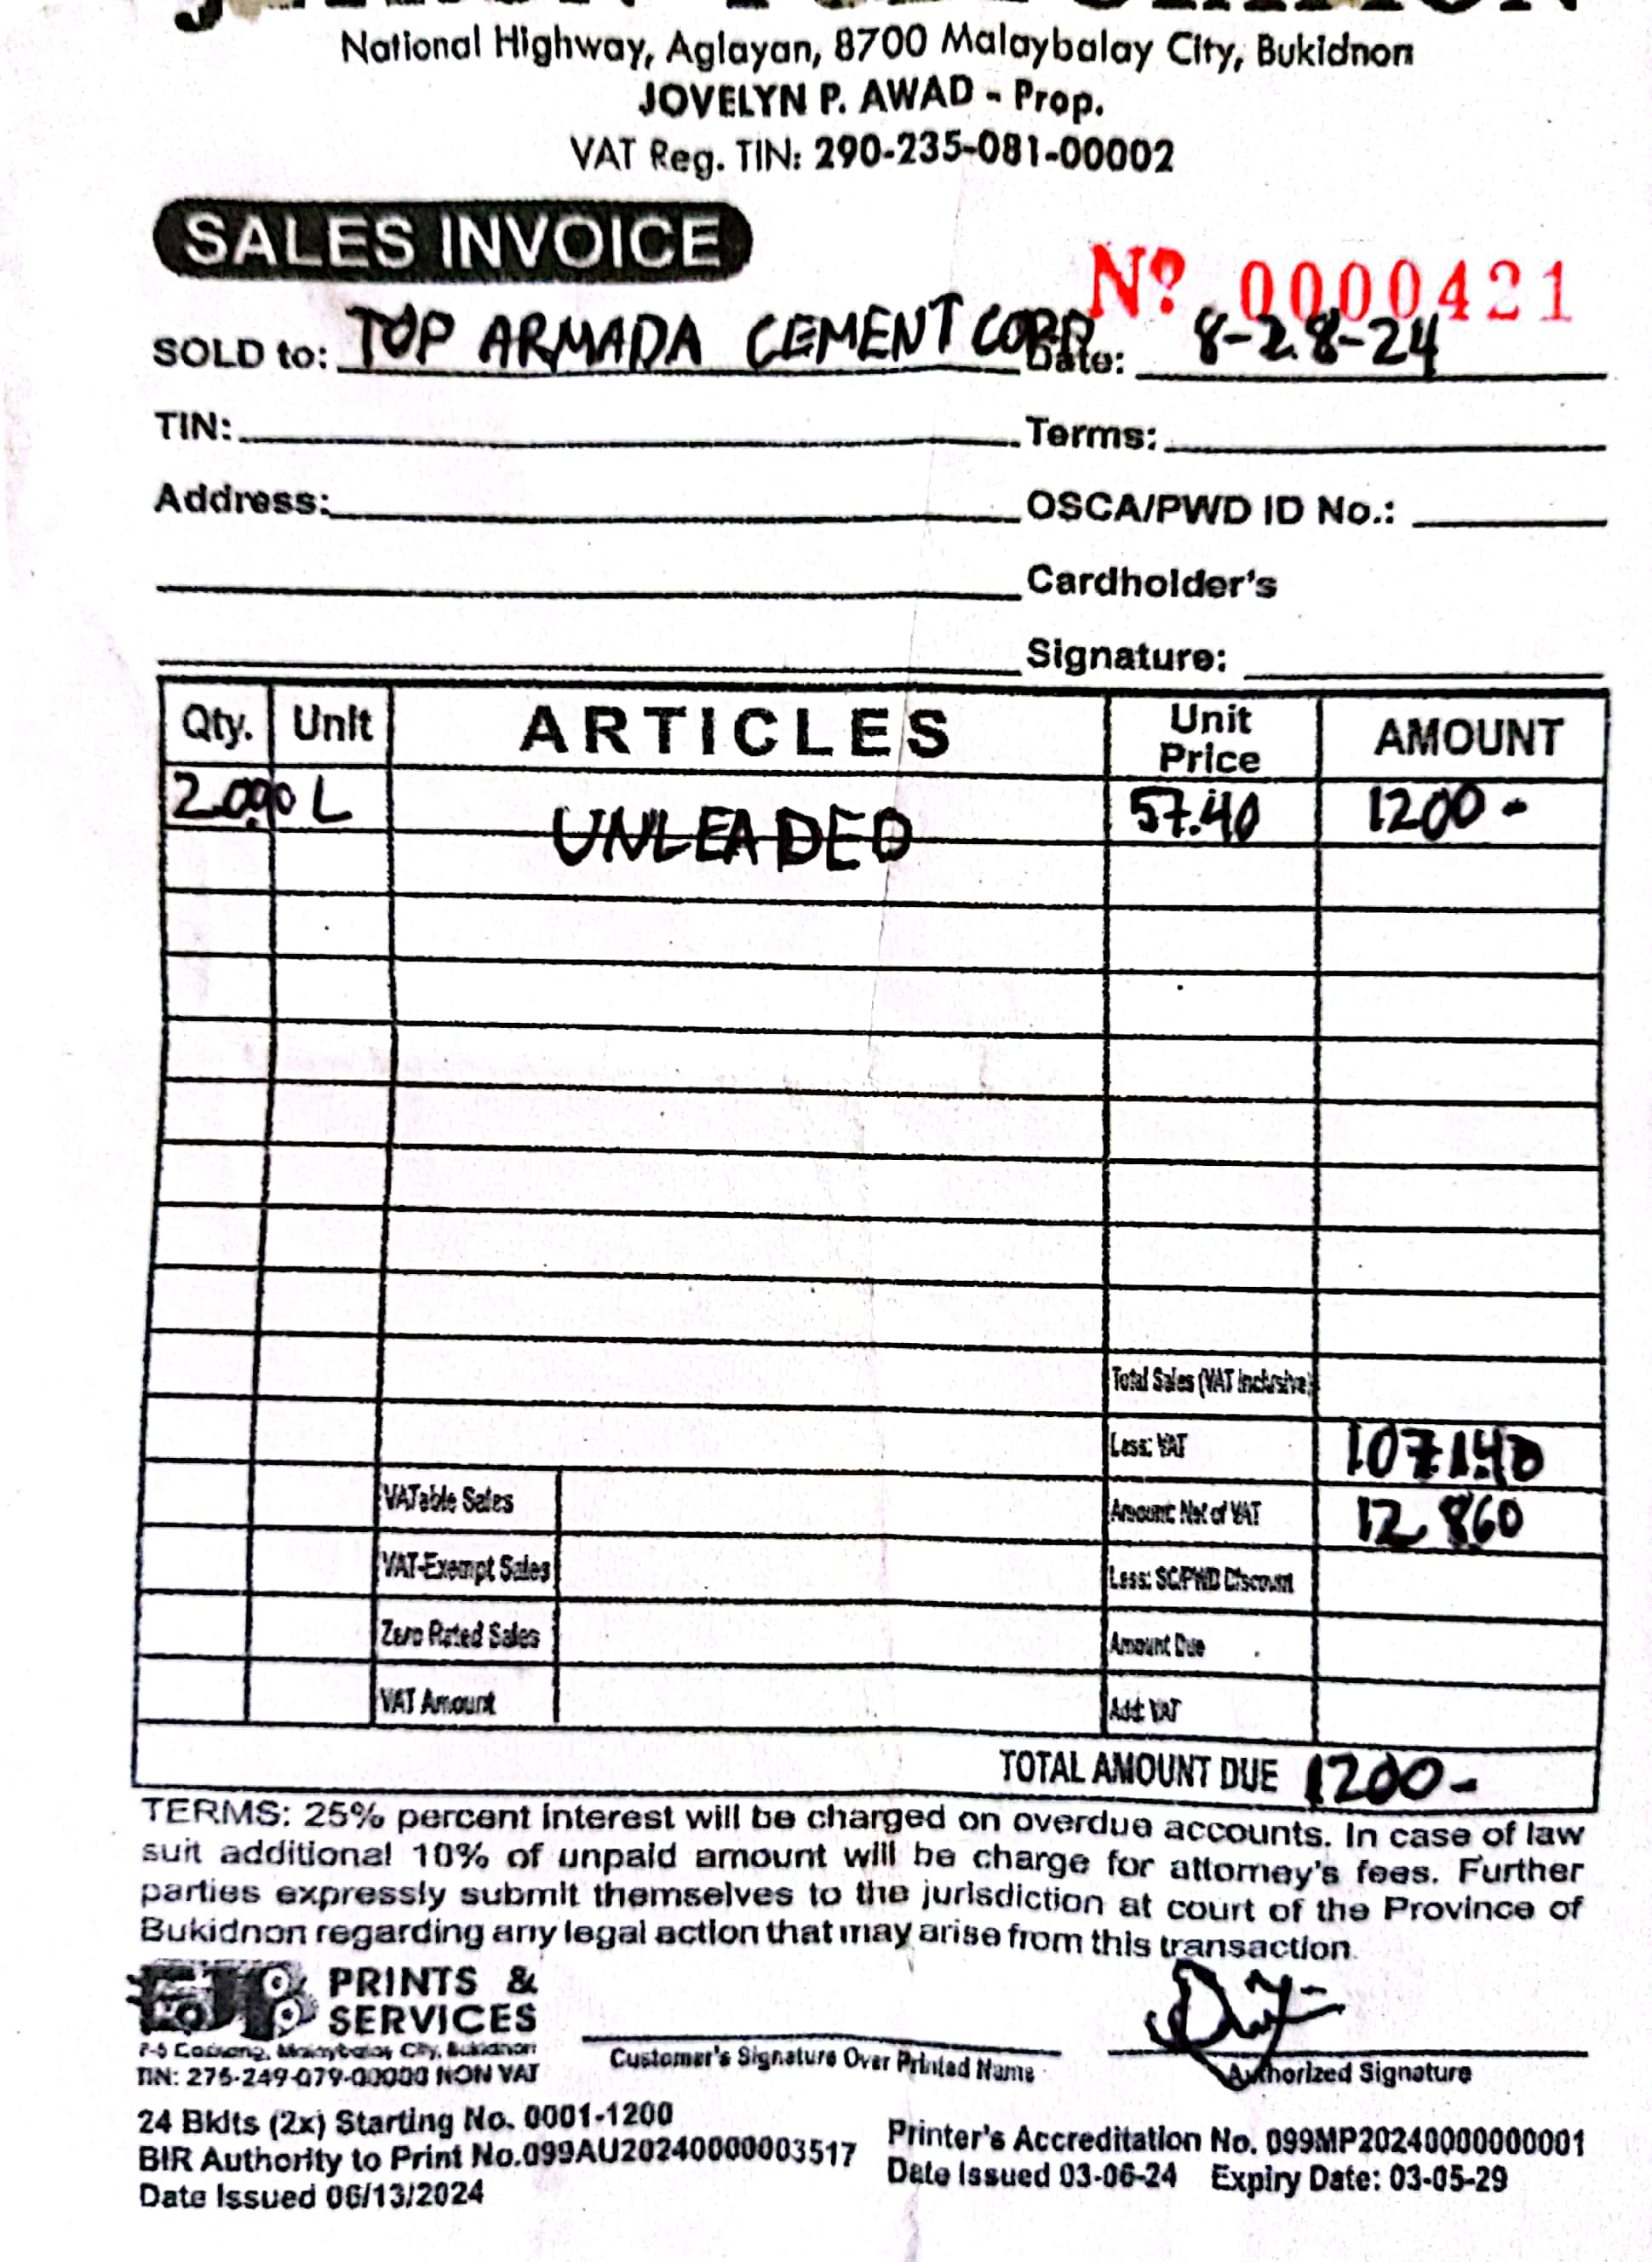 National Highway, Aglayan, 8700 Malaybalay City, Bukidnon
JOVELYN P. AWAD - Prop.
VAT Reg. TIN: 290-235-081-00002
SALES INVOICE
Nº 0000421
SOLD to: TOP ARMADA CEMENT CORP Date: 8-28-24
TIN: Terms:
Address: OSCA/PWD ID No.:
Cardholder's
Signature:
Qty. Unit ARTICLES Unit Price AMOUNT
L UNLEADED 57.40 1200-
Total Sales (VAT Inclusive)
Less: VAT
VATable Sales Amount: Net of VAT
VAT-Exempt Sales Less: SC/PWD Discount
Zero Rated Sales Amount Due
VAT Amount Add: VAT
TOTAL AMOUNT DUE 1200-
TERMS: 25% percent interest will be charged on overdue accounts. In case of law
suit additional 10% of unpaid amount will be charge for attorney's fees. Further
parties expressly submit themselves to the jurisdiction at court of the Province of
Bukidnon regarding any legal action that may arise from this transaction.
PRINTS &
SERVICES
Malaybalay City, Bukidnon
TIN: 275-249-079-00000 NON VAT
Customer's Signature Over Printed Name
Authorized Signature
24 Bklts (2x) Starting No. 0001-1200
BIR Authority to Print No.099AU20240000003517
Date Issued 06/13/2024
Printer's Accreditation No. 099MP20240000000001
Date Issued 03-06-24 Expiry Date: 03-05-29